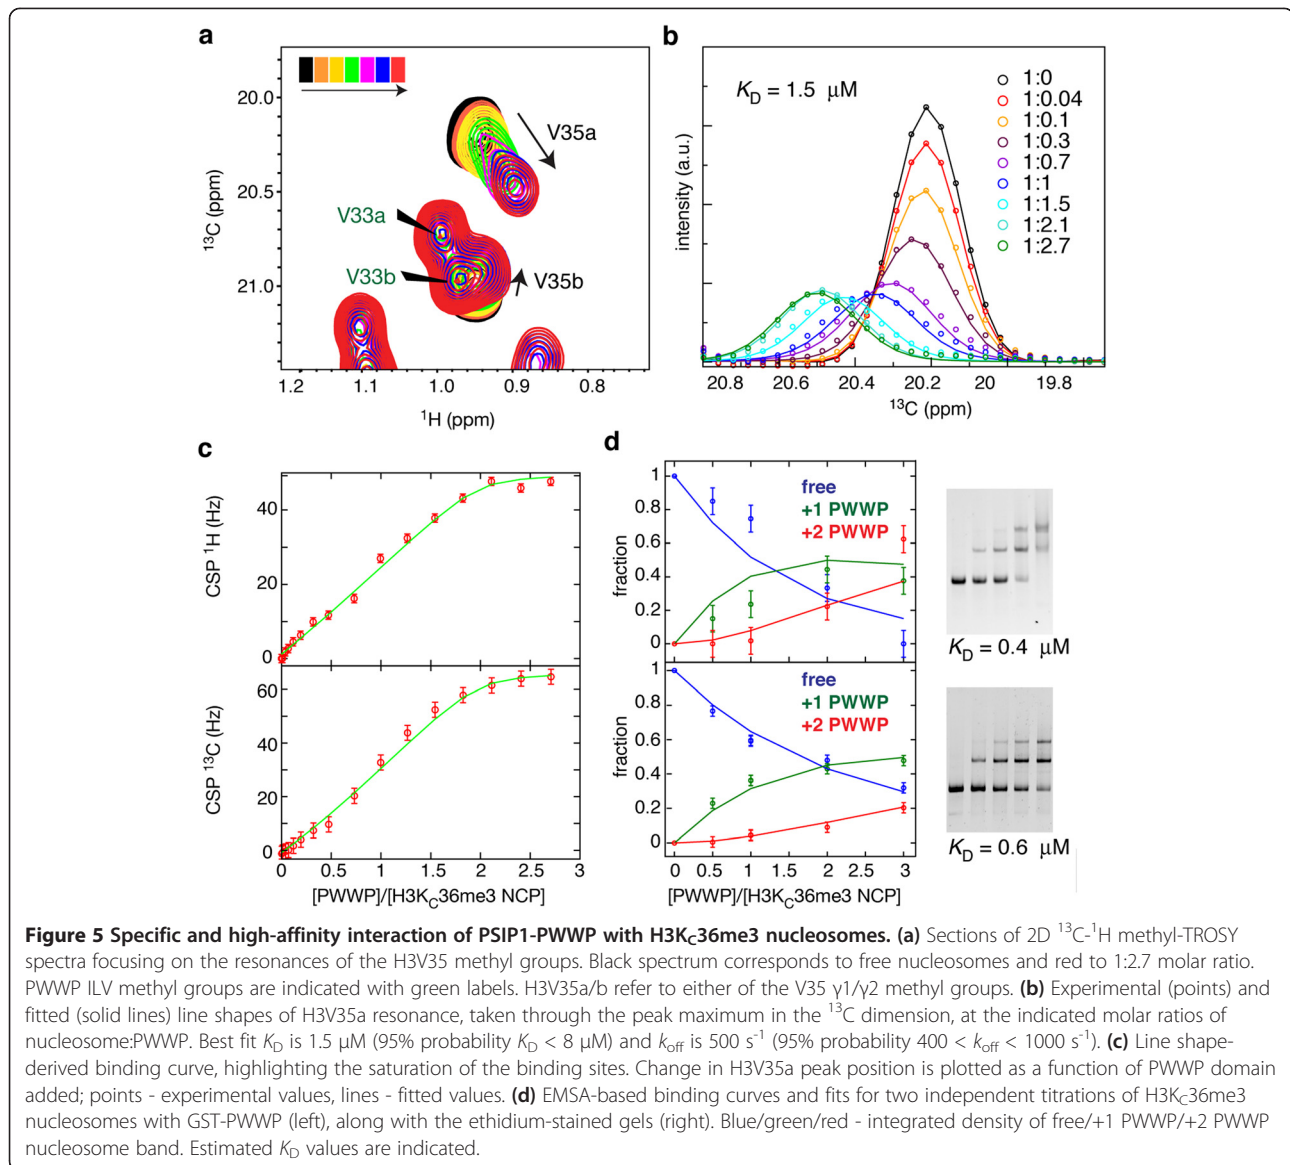 a
20.0
20.5
21.0
¹³C (ppm)
V35a
V33a
V33b
V35b
1.2
1.1
1.0
0.9
0.8
¹H (ppm)
b
K_D = 1.5 μM
1:0
1:0.04
1:0.1
1:0.3
1:0.7
1:1
1:1.5
1:2.1
1:2.7
intensity (a.u.)
20.8
20.6
20.4
20.2
20
19.8
¹³C (ppm)
c
40
20
0
CSP ¹H (Hz)
60
40
20
0
CSP ¹³C (Hz)
0
0.5
1
1.5
2
2.5
3
[PWWP]/[H3K_C36me3 NCP]
d
1
0.8
0.6
0.4
0.2
0
fraction
free
+1 PWWP
+2 PWWP
K_D = 0.4 μM
1
0.8
0.6
0.4
0.2
0
fraction
free
+1 PWWP
+2 PWWP
K_D = 0.6 μM
0
0.5
1
1.5
2
2.5
3
[PWWP]/[H3K_C36me3 NCP]
Figure 5 Specific and high-affinity interaction of PSIP1-PWWP with H3K_C36me3 nucleosomes. (a) Sections of 2D ¹³C-¹H methyl-TROSY
spectra focusing on the resonances of the H3V35 methyl groups. Black spectrum corresponds to free nucleosomes and red to 1:2.7 molar ratio.
PWWP ILV methyl groups are indicated with green labels. H3V35a/b refer to either of the V35 γ1/γ2 methyl groups. (b) Experimental (points) and
fitted (solid lines) line shapes of H3V35a resonance, taken through the peak maximum in the ¹³C dimension, at the indicated molar ratios of
nucleosome:PWWP. Best fit K_D is 1.5 μM (95% probability K_D < 8 μM) and k_off is 500 s⁻¹ (95% probability 400 < k_off < 1000 s⁻¹). (c) Line shape-
derived binding curve, highlighting the saturation of the binding sites. Change in H3V35a peak position is plotted as a function of PWWP domain
added; points - experimental values, lines - fitted values. (d) EMSA-based binding curves and fits for two independent titrations of H3K_C36me3
nucleosomes with GST-PWWP (left), along with the ethidium-stained gels (right). Blue/green/red - integrated density of free/+1 PWWP/+2 PWWP
nucleosome band. Estimated K_D values are indicated.